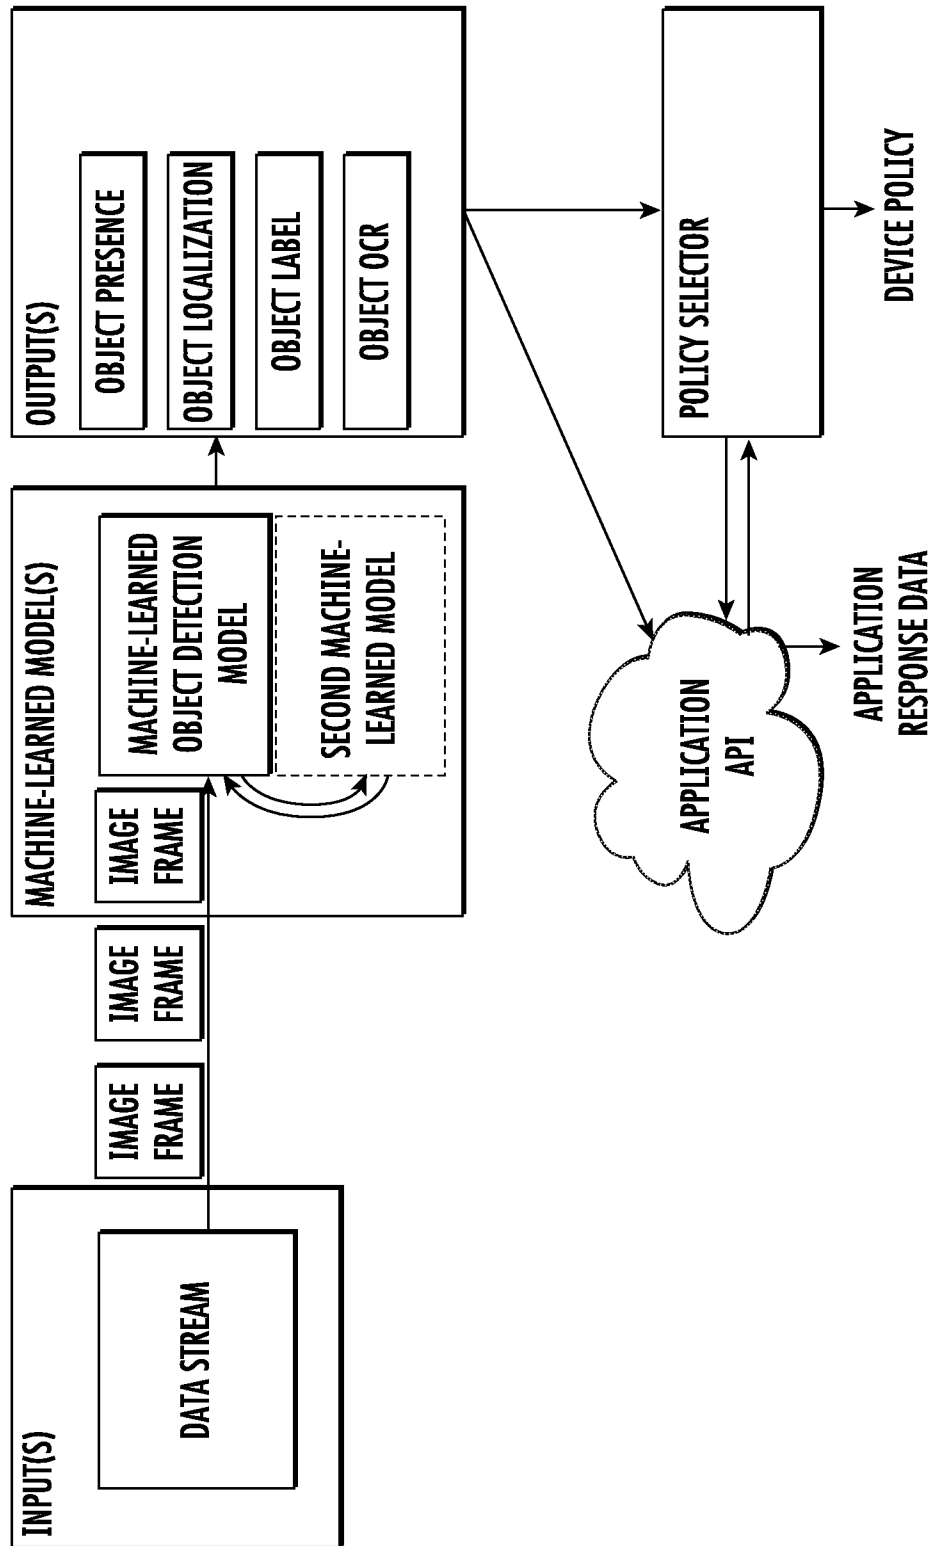 INPUT(S)
DATA STREAM
IMAGE
FRAME
IMAGE
FRAME
IMAGE
FRAME
MACHINE-LEARNED MODEL(S)
MACHINE-LEARNED
OBJECT DETECTION
MODEL
SECOND MACHINE-
LEARNED MODEL
OUTPUT(S)
OBJECT PRESENCE
OBJECT LOCALIZATION
OBJECT LABEL
OBJECT OCR
APPLICATION
API
POLICY SELECTOR
APPLICATION
RESPONSE DATA
DEVICE POLICY